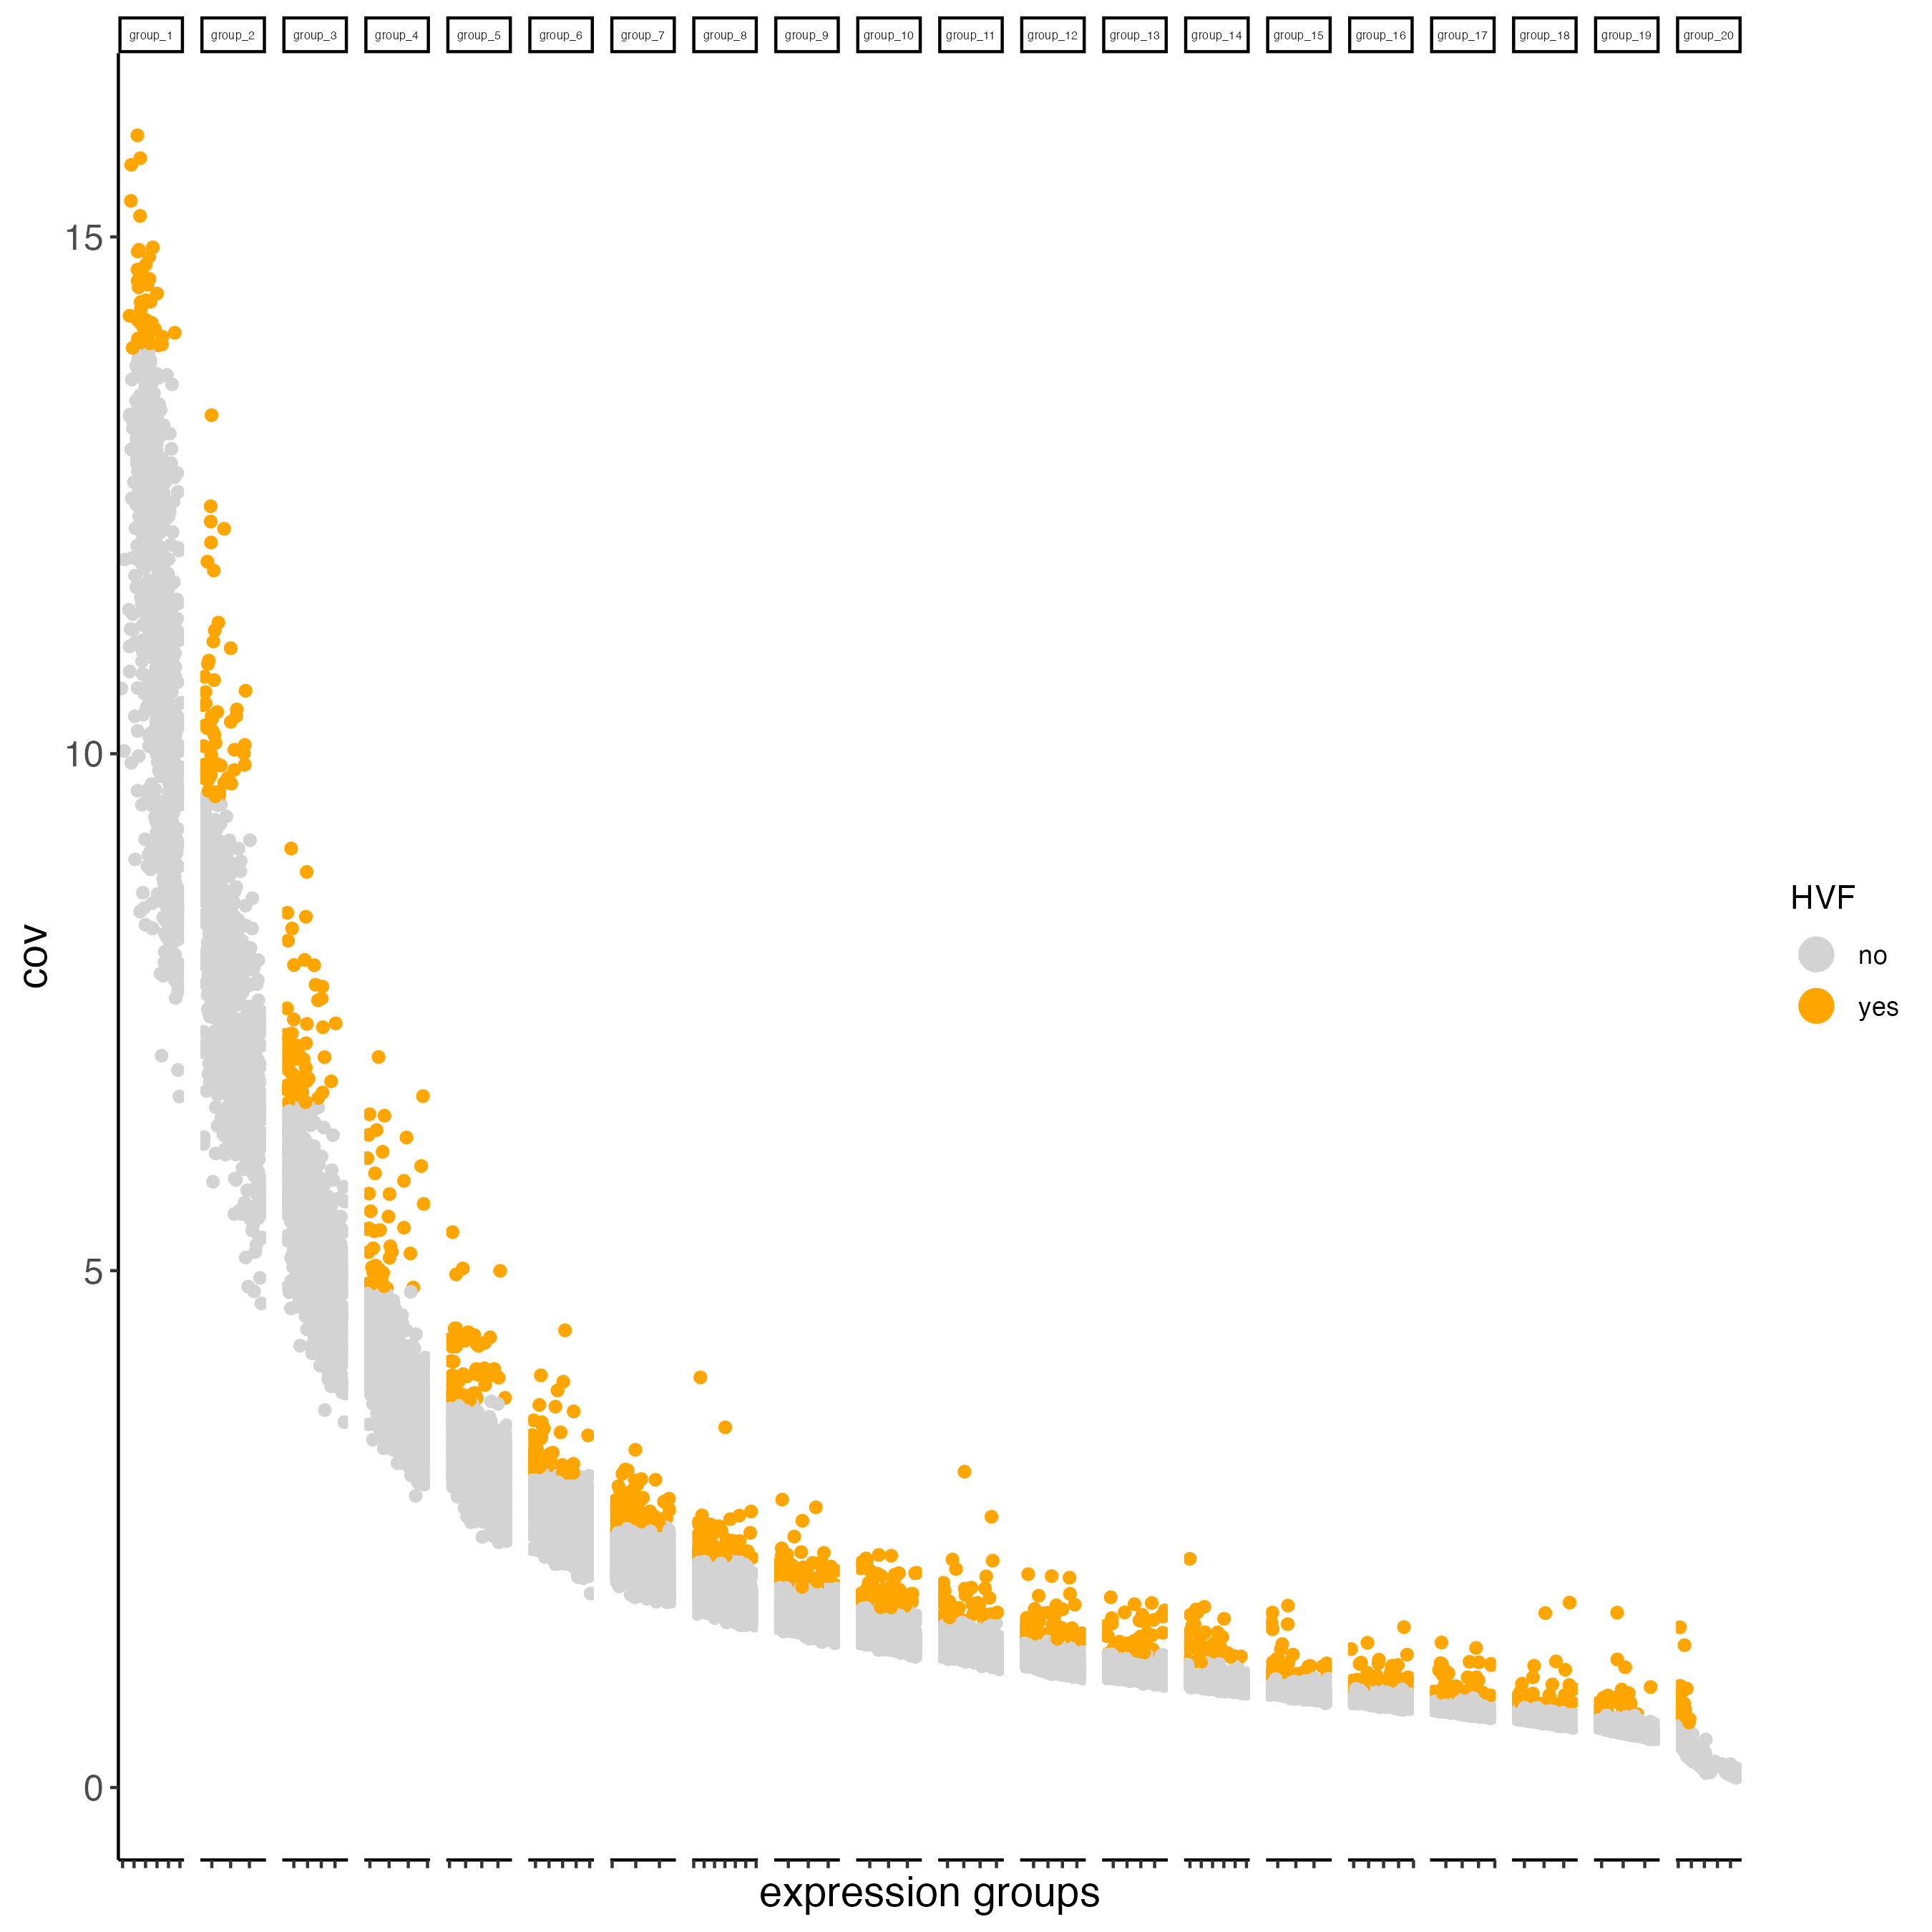 group_1 group_2 group_3 group_4 group_5 group_6 group_7 group_8 group_9 group_10 group_11 group_12 group_13 group_14 group_15 group_16 group_17 group_18 group_19 group_20
15
10
5
0
cov
expression groups
HVF
no
yes